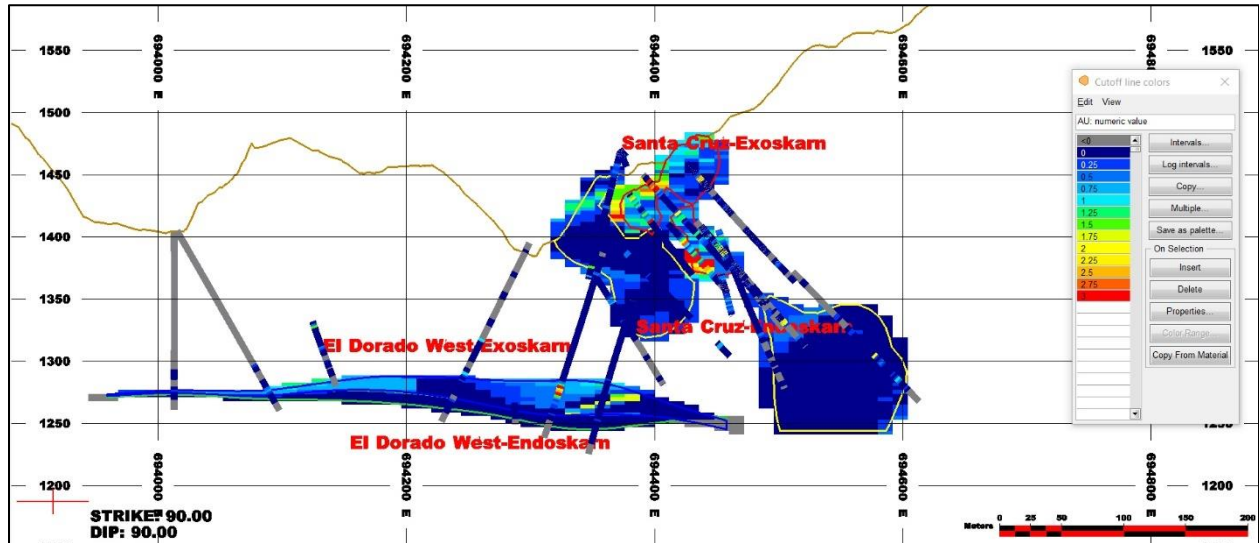 694000 E
694200 E
694400 E
694600 E
6948
1550
1550
Cutoff line colors
Edit View
AU: numeric value
<0
0
0.25
0.5
0.75
1
1.25
1.5
1.75
2
2.25
2.5
2.75
3
Intervals...
Log intervals...
Copy...
Multiple...
Save as palette...
On Selection
Insert
Delete
Properties...
Color Range...
Copy From Material
1500
Santa Cruz-Exoskarn
1450
1400
1350
Santa Cruz-Endoskarn
El Dorado West-Exoskarn
1300
1250
1250
El Dorado West-Endoskarn
1200
1200
694000 E
694200 E
694400 E
694600 E
694800 E
STRIKE: 90.00
DIP: 90.00
Meters
0 25 50 100 150 200